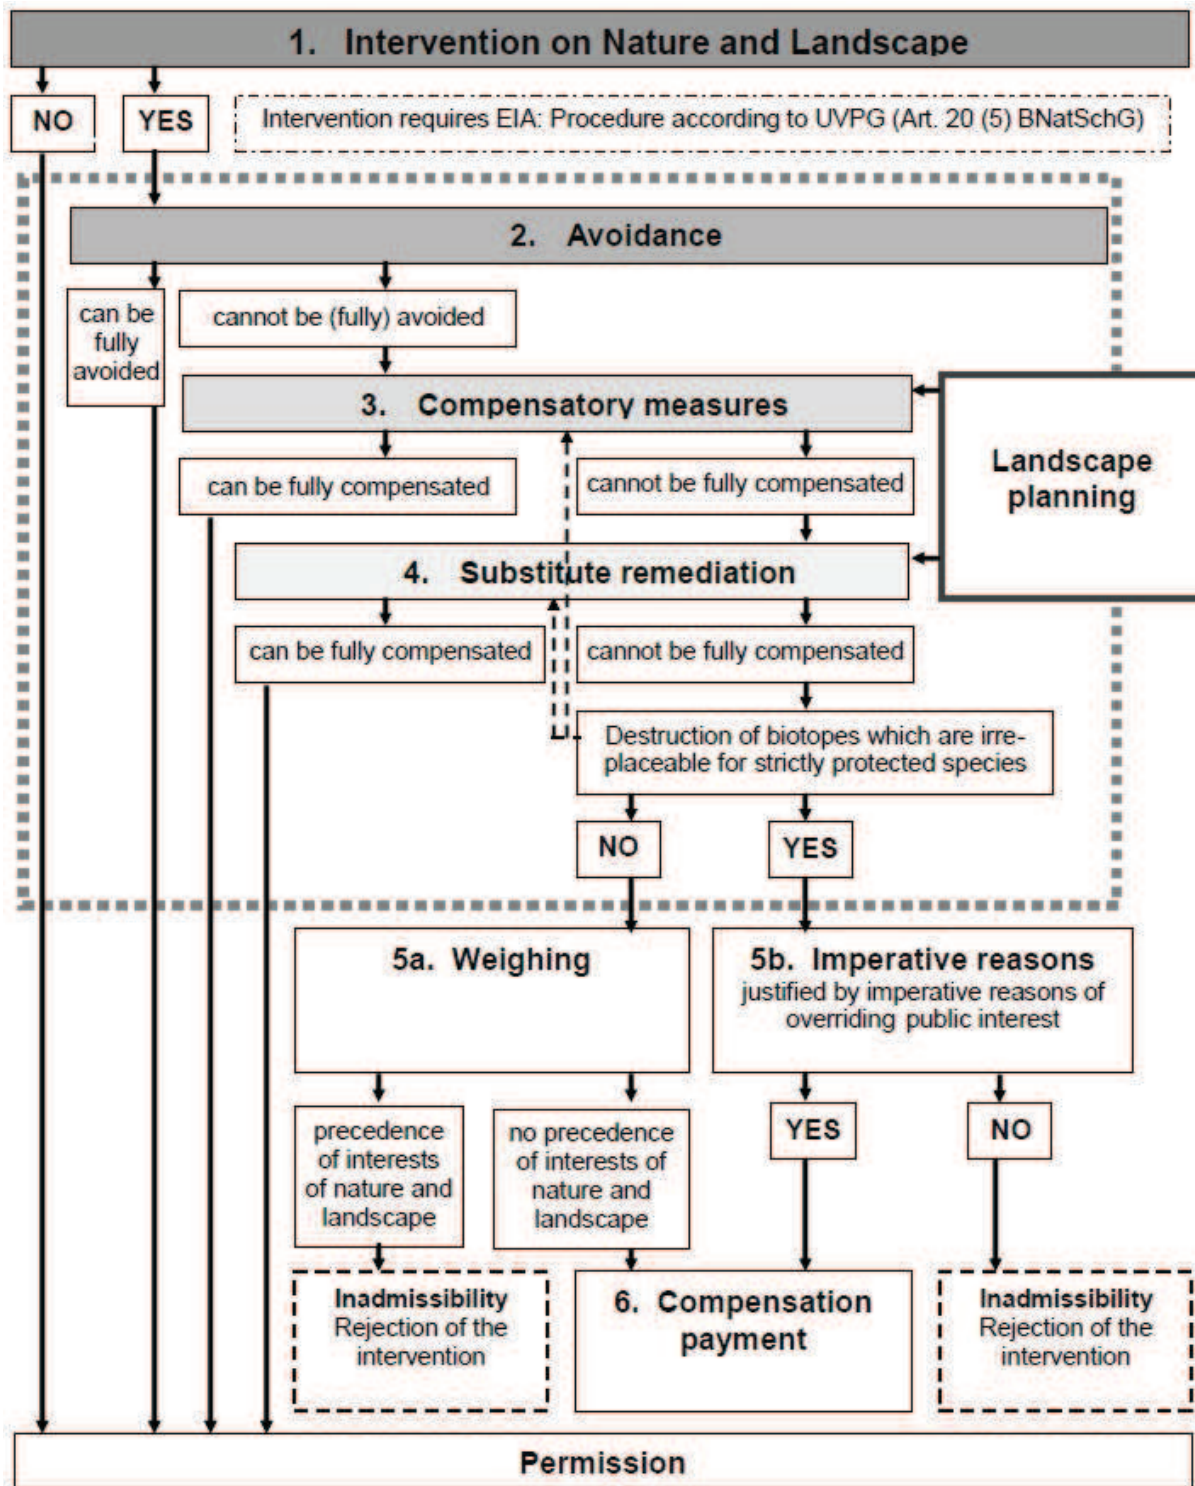 1. Intervention on Nature and Landscape
NO
YES
Intervention requires EIA: Procedure according to UVPG (Art. 20 (5) BNatSchG)
2. Avoidance
can be
fully
avoided
cannot be (fully) avoided
3. Compensatory measures
can be fully compensated
cannot be fully compensated
Landscape
planning
4. Substitute remediation
can be fully compensated
cannot be fully compensated
Destruction of biotopes which are irre-
placeable for strictly protected species
NO
YES
5a. Weighing
5b. Imperative reasons
justified by imperative reasons of
overriding public interest
precedence
of interests
of nature and
landscape
no precedence
of interests of
nature and
landscape
YES
NO
Inadmissibility
Rejection of the
intervention
6. Compensation
payment
Inadmissibility
Rejection of the
intervention
Permission